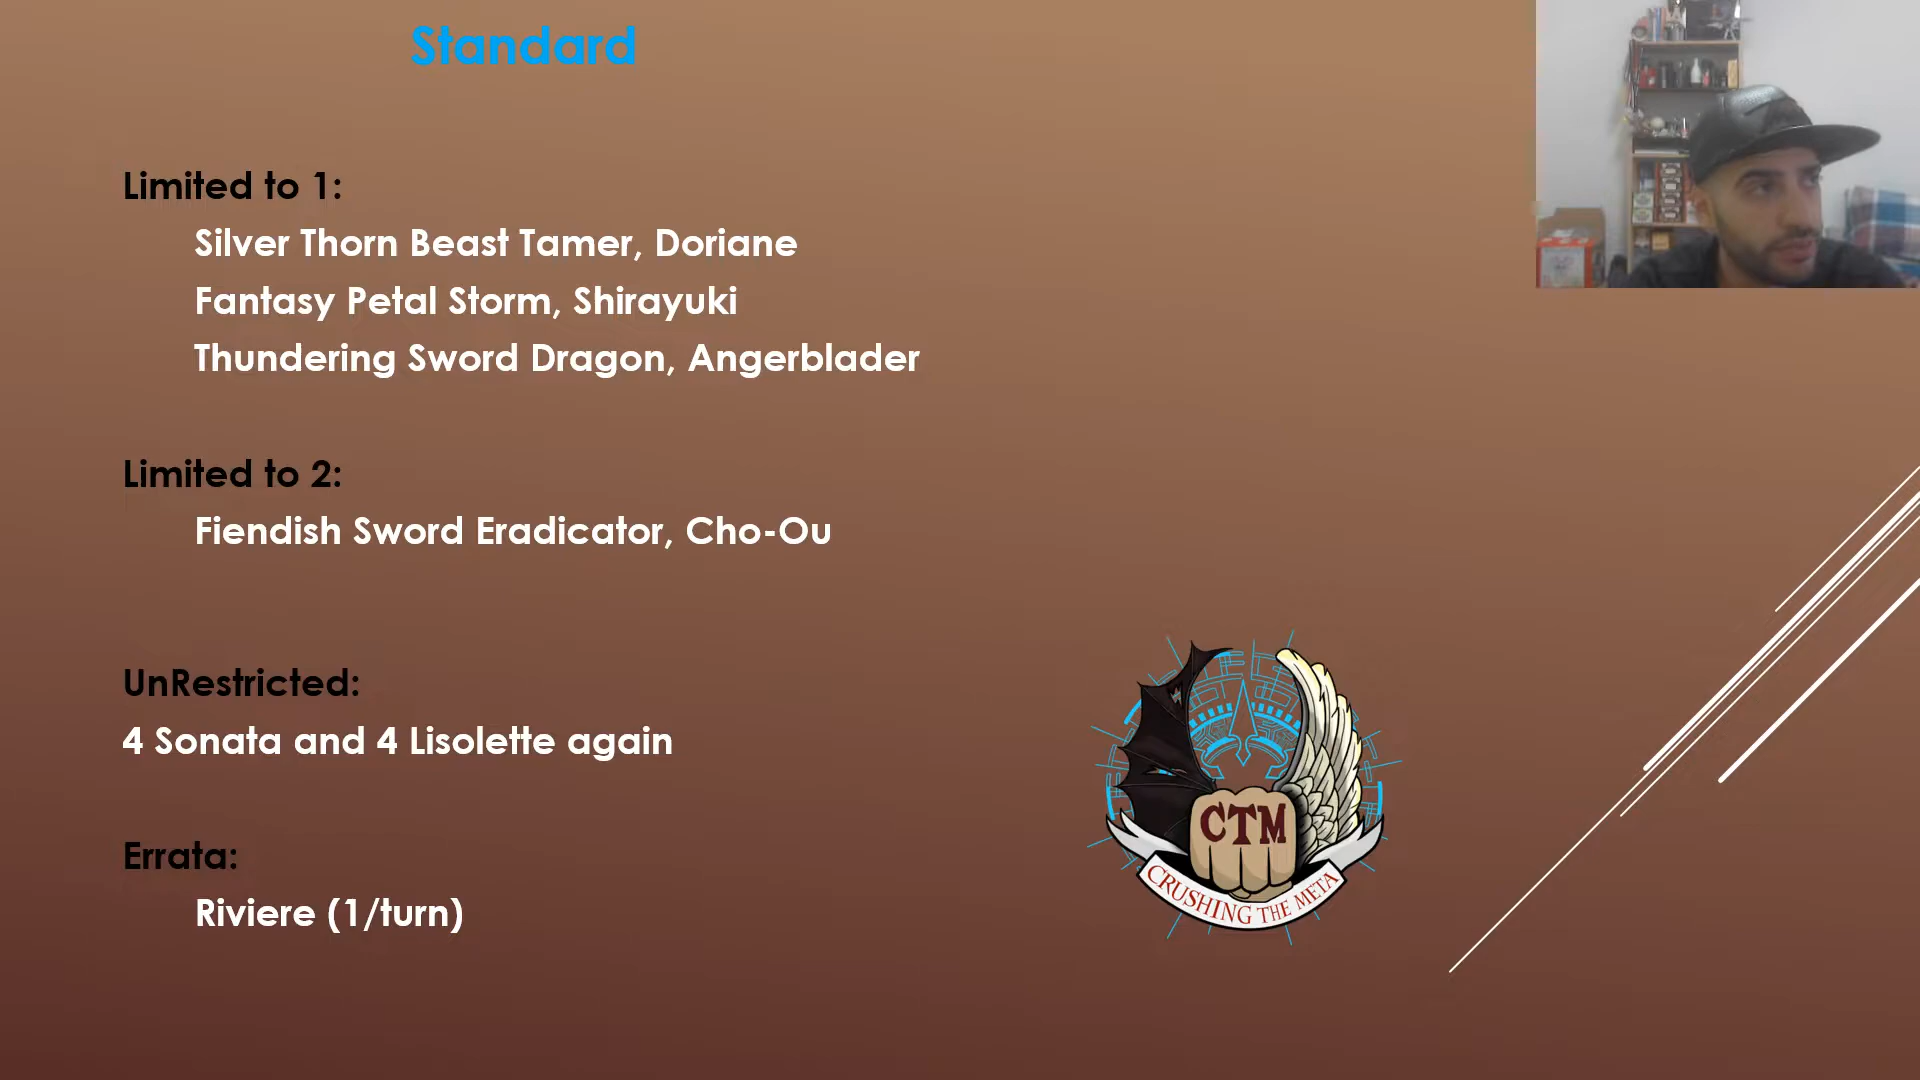 Standard
Limited to 1:
Silver Thorn Beast Tamer, Doriane
Fantasy Petal Storm, Shirayuki
Thundering Sword Dragon, Angerblader
Limited to 2:
Fiendish Sword Eradicator, Cho-Ou
UnRestricted:
4 Sonata and 4 Lisolette again
Errata:
Riviere (1/turn)
CTM
CRUSHING THE META